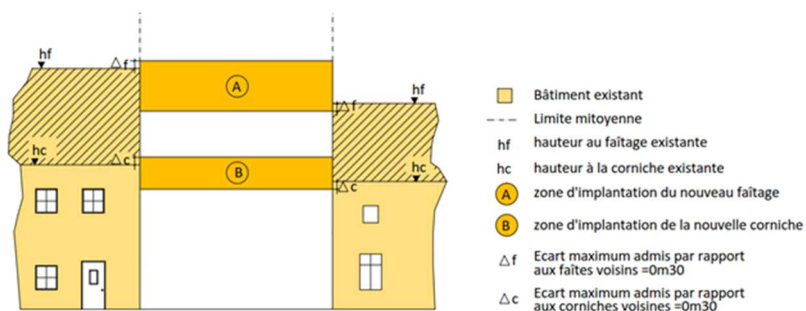 hf
△f
A
△f
hf
hc
△c
B
△c
hc
Bâtiment existant
Limite mitoyenne
hf hauteur au faîtage existante
hc hauteur à la corniche existante
A zone d'implantation du nouveau faîtage
B zone d'implantation de la nouvelle corniche
△f Ecart maximum admis par rapport
aux faîtes voisins =0m30
△c Ecart maximum admis par rapport
aux corniches voisines =0m30